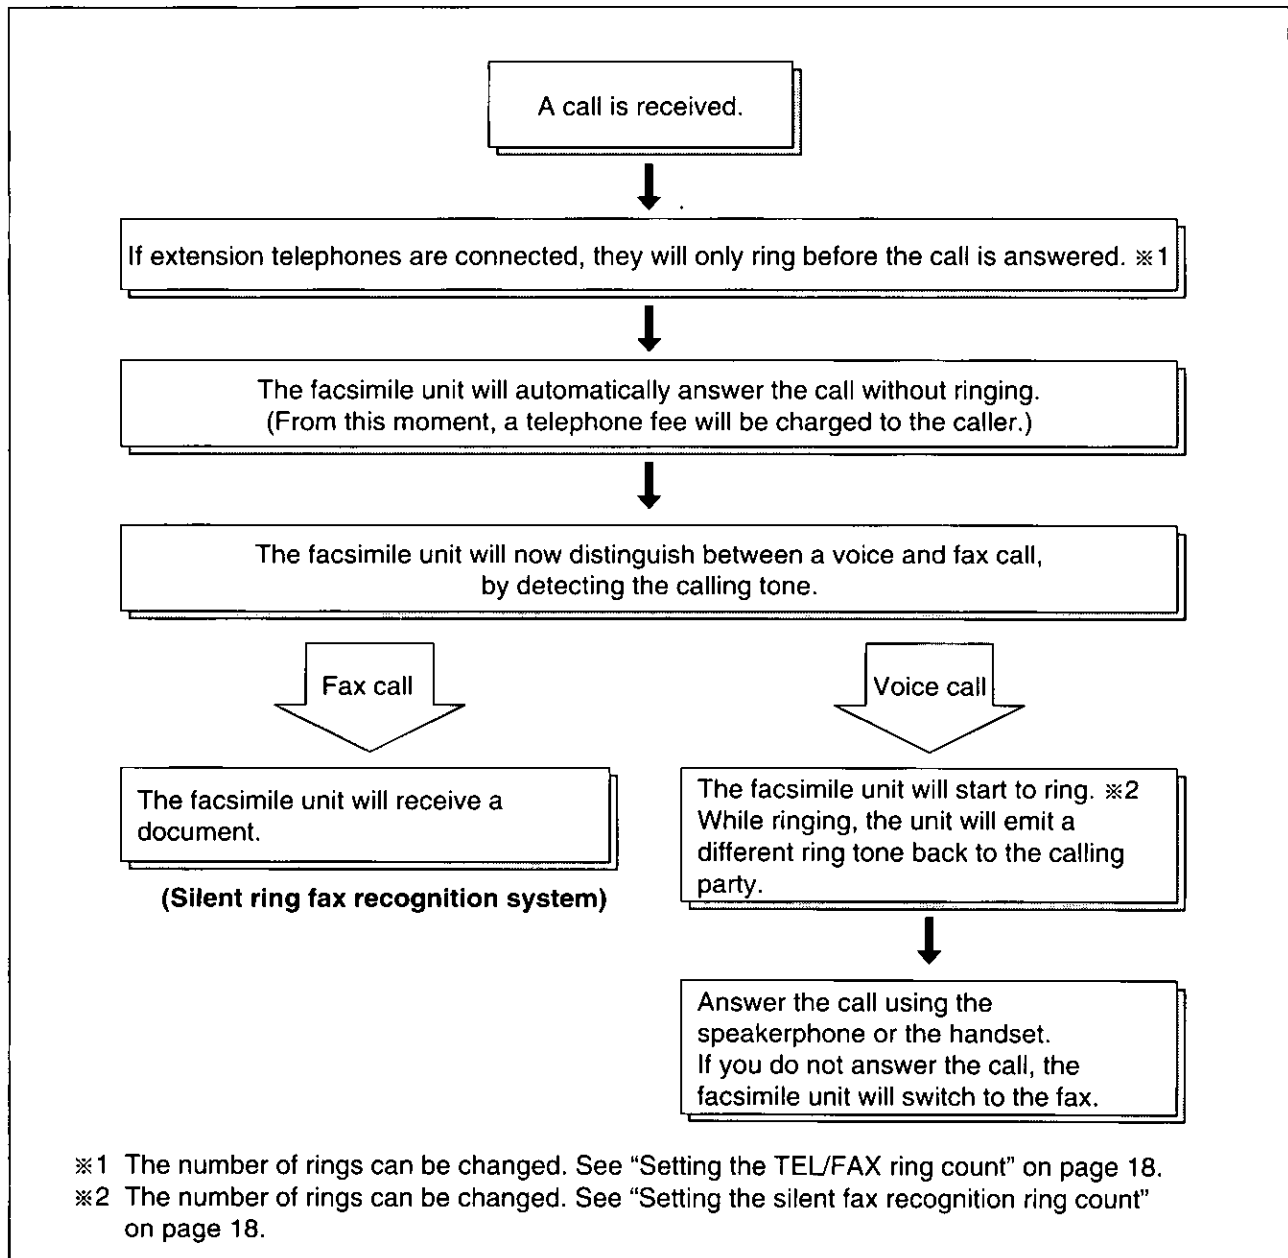 A call is received.
If extension telephones are connected, they will only ring before the call is answered. ※1
The facsimile unit will automatically answer the call without ringing.
(From this moment, a telephone fee will be charged to the caller.)
The facsimile unit will now distinguish between a voice and fax call,
by detecting the calling tone.
Fax call
Voice call
The facsimile unit will receive a
document.
(Silent ring fax recognition system)
The facsimile unit will start to ring. ※2
While ringing, the unit will emit a
different ring tone back to the calling
party.
Answer the call using the
speakerphone or the handset.
If you do not answer the call, the
facsimile unit will switch to the fax.
※1 The number of rings can be changed. See “Setting the TEL/FAX ring count” on page 18.
※2 The number of rings can be changed. See “Setting the silent fax recognition ring count”
on page 18.